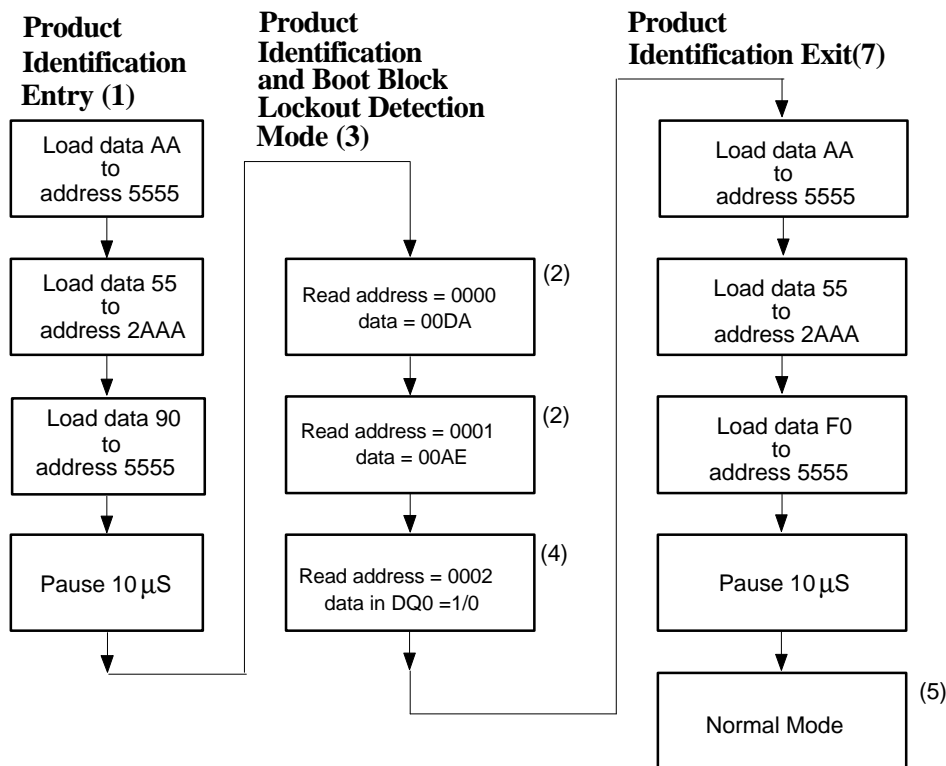 Product
Identification
Entry (1)
Load data AA
to
address 5555
Load data 55
to
address 2AAA
Load data 90
to
address 5555
Pause 10 μS
Product
Identification
and Boot Block
Lockout Detection
Mode (3)
(2)
Read address = 0000
data = 00DA
(2)
Read address = 0001
data = 00AE
(4)
Read address = 0002
data in DQ0 =1/0
Product
Identification Exit(7)
Load data AA
to
address 5555
Load data 55
to
address 2AAA
Load data F0
to
address 5555
Pause 10 μS
(5)
Normal Mode